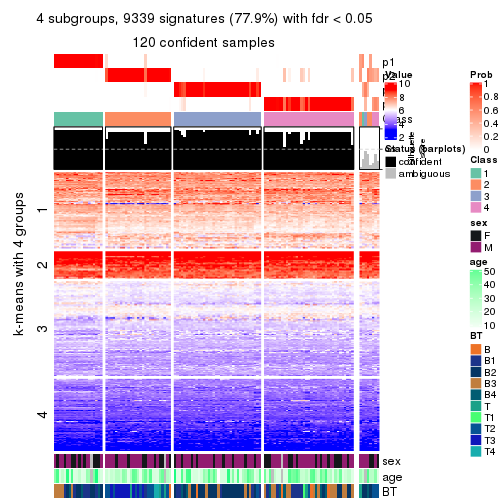 4 subgroups, 9339 signatures (77.9%) with fdr < 0.05
120 confident samples
p1
p2
Value
10
8
6
4
2
Status (barplots)
confident
ambiguous
Prob
1
0.8
0.6
0.4
0.2
0
Class
1
2
3
4
sex
F
M
age
50
40
30
20
10
BT
B
B1
B2
B3
B4
T
T1
T2
T3
T4
k-means with 4 groups
1
2
3
4
sex
age
BT